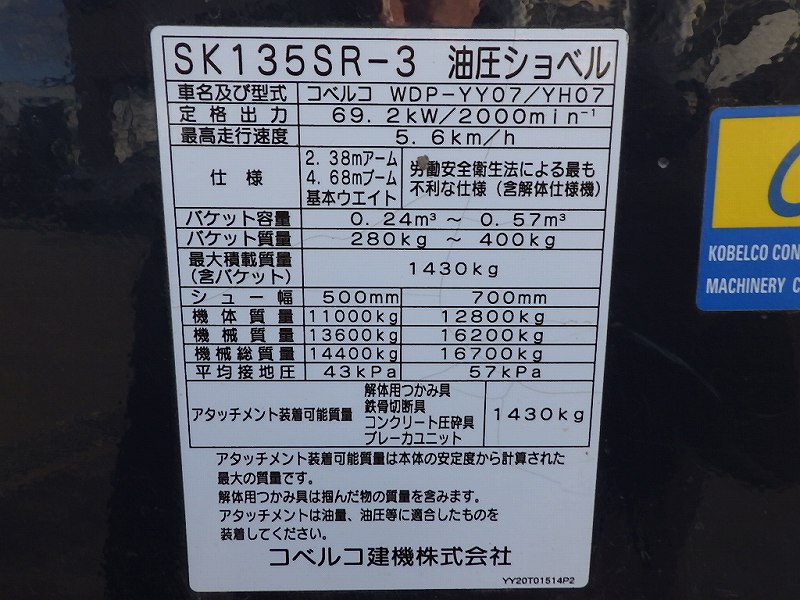 SK135SR-3 油圧ショベル
車名及び型式 コベルコ WDP-YY07/YH07
定格出力 69.2kW/2000min⁻¹
最高走行速度 5.6km/h
仕様
2.38mアーム
4.68mブーム
基本ウエイト
労働安全衛生法による最も
不利な仕様（含解体仕様機）
バケット容量 0.24m³ ～ 0.57m³
バケット質量 280kg ～ 400kg
最大積載質量
（含バケット）
1430kg
シュー幅 500mm 700mm
機体質量 11000kg 12800kg
機械質量 13600kg 16200kg
機械総質量 14400kg 16700kg
平均接地圧 43kPa 57kPa
アタッチメント装着可能質量
解体用つかみ具
鉄骨切断具
コンクリート圧砕具
ブレーカユニット
1430kg
アタッチメント装着可能質量は本体の安定度から計算された
最大の質量です。
解体用つかみ具は掴んだ物の質量を含みます。
アタッチメントは油量、油圧等に適合したものを
装着してください。
コベルコ建機株式会社
YY20T01514P2
KOBELCO CON
MACHINERY C